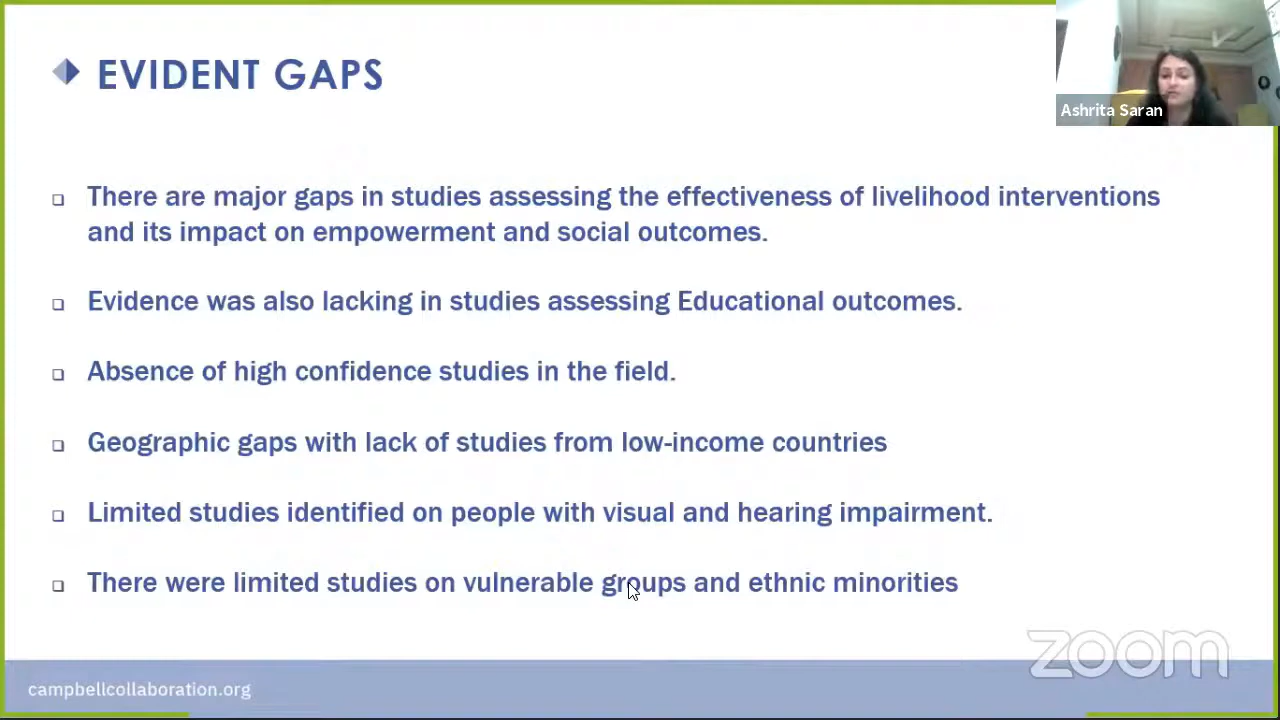 EVIDENT GAPS
Ashrita Saran
There are major gaps in studies assessing the effectiveness of livelihood interventions
and its impact on empowerment and social outcomes.
Evidence was also lacking in studies assessing Educational outcomes.
Absence of high confidence studies in the field.
Geographic gaps with lack of studies from low-income countries
Limited studies identified on people with visual and hearing impairment.
There were limited studies on vulnerable groups and ethnic minorities
zoom
campbellcollaboration.org